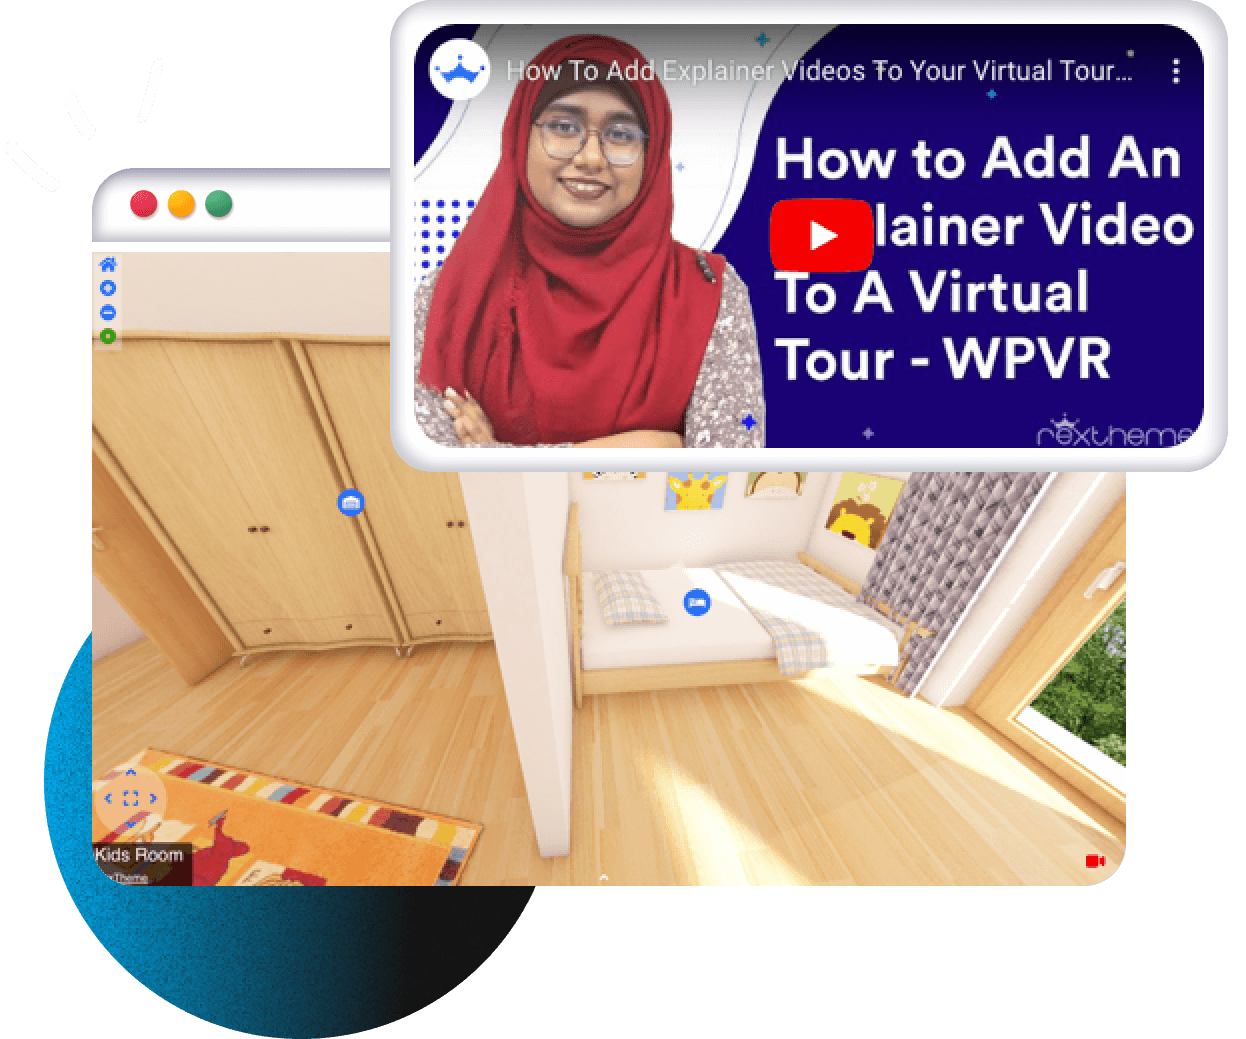 How To Add Explainer Videos To Your Virtual Tour...
How to Add An
lainer Video
To A Virtual
Tour - WPVR
rextheme
Kids Room
xTheme